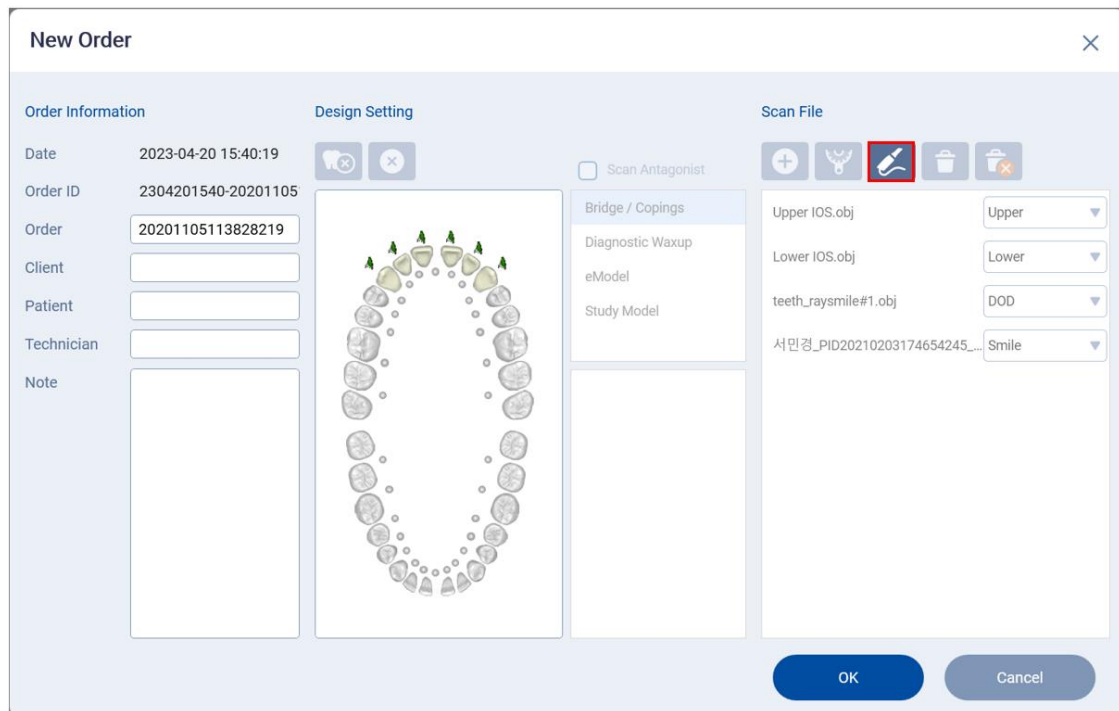 New Order
Order Information
Date 2023-04-20 15:40:19
Order ID 2304201540-20201105
Order 20201105113828219
Client
Patient
Technician
Note
Design Setting
Scan Antagonist
Bridge / Copings
Diagnostic Waxup
eModel
Study Model
Scan File
Upper IOS.obj Upper
Lower IOS.obj Lower
teeth_raysmile#1.obj DOD
서민경_PID20210203174654245_... Smile
OK
Cancel